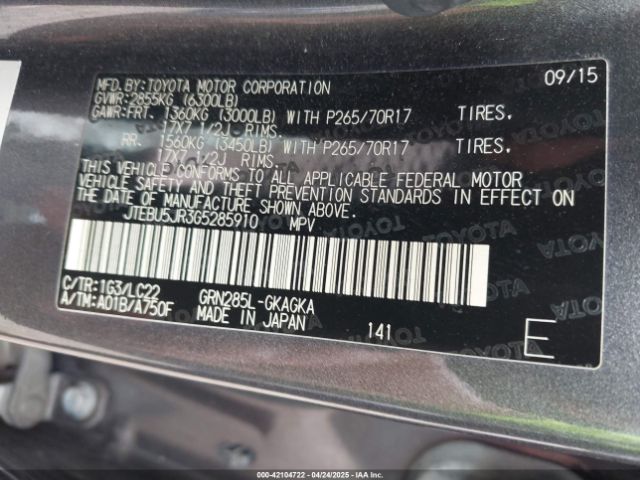 MFD.BY:TOYOTA MOTOR CORPORATION 09/15
GVWR:2855KG (6300LB)
GAWR:FRT. 1360KG (3000LB) WITH P265/70R17 TIRES.
17X7 1/2J RIMS.
RR. 1560KG (3450LB) WITH P265/70R17 TIRES.
17X7 1/2J RIMS.
THIS VEHICLE CONFORMS TO ALL APPLICABLE FEDERAL MOTOR
VEHICLE SAFETY AND THEFT PREVENTION STANDARDS IN EFFECT ON
THE DATE OF MANUFACTURE SHOWN ABOVE.
JTEBU5JR3G5285910 MPV
C/TR:1G3/LC22 GRN285L-GKAGKA
A/TM:A01B/A750F MADE IN JAPAN 141 E
000-42104722 - 04/24/2025 - IAAI.COM